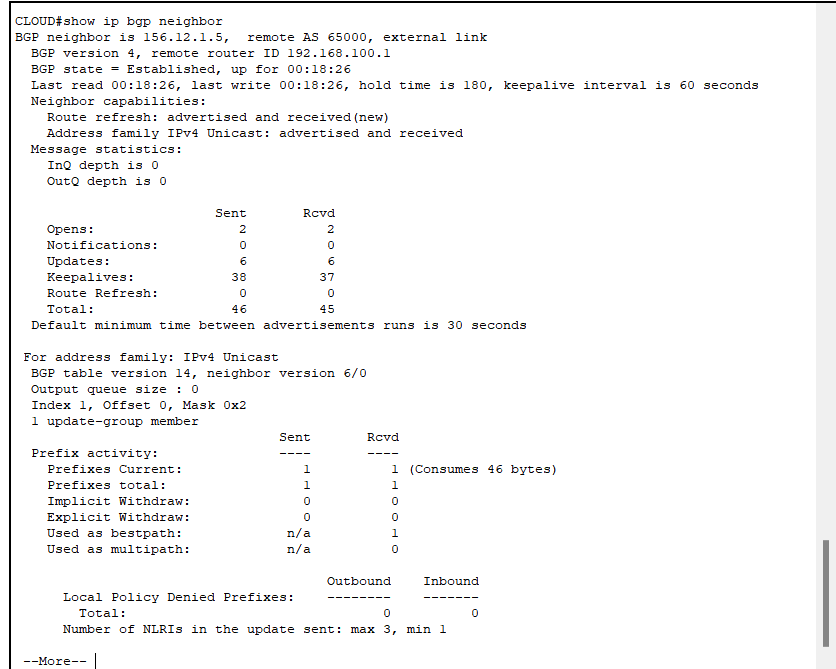 CLOUD#show ip bgp neighbor
BGP neighbor is 156.12.1.5,  remote AS 65000, external link
  BGP version 4, remote router ID 192.168.100.1
  BGP state = Established, up for 00:18:26
  Last read 00:18:26, last write 00:18:26, hold time is 180, keepalive interval is 60 seconds
  Neighbor capabilities:
    Route refresh: advertised and received(new)
    Address family IPv4 Unicast: advertised and received
  Message statistics:
    InQ depth is 0
    OutQ depth is 0
                         Sent       Rcvd
    Opens:                  2          2
    Notifications:          0          0
    Updates:                6          6
    Keepalives:            38         37
    Route Refresh:          0          0
    Total:                 46         45
  Default minimum time between advertisements runs is 30 seconds
 For address family: IPv4 Unicast
  BGP table version 14, neighbor version 6/0
  Output queue size : 0
  Index 1, Offset 0, Mask 0x2
  1 update-group member
                                 Sent       Rcvd
  Prefix activity:               ----       ----
    Prefixes Current:               1          1 (Consumes 46 bytes)
    Prefixes total:                 1          1
    Implicit Withdraw:              0          0
    Explicit Withdraw:              0          0
    Used as bestpath:             n/a          1
    Used as multipath:            n/a          0
                                       Outbound    Inbound
      Local Policy Denied Prefixes:    --------    -------
        Total:                                0          0
      Number of NLRIs in the update sent: max 3, min 1
 --More--